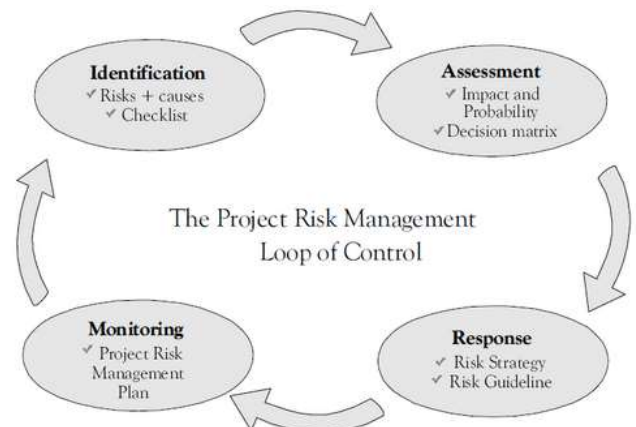 Identification
✓ Risks + causes
✓ Checklist
Assessment
✓ Impact and
Probability
✓ Decision matrix
The Project Risk Management
Loop of Control
Monitoring
✓ Project Risk
Management
Plan
Response
✓ Risk Strategy
✓ Risk Guideline